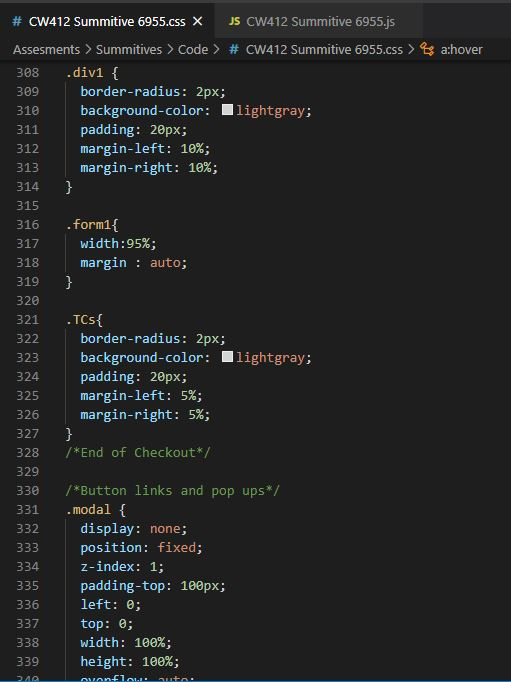 # CW412 Summitive 6955.css × JS CW412 Summitive 6955.js
Assesments > Summitives > Code > # CW412 Summitive 6955.css > a:hover
308 .div1 {
309 border-radius: 2px;
310 background-color: lightgray;
311 padding: 20px;
312 margin-left: 10%;
313 margin-right: 10%;
314 }
315
316 .form1{
317 width:95%;
318 margin : auto;
319 }
320
321 .TCs{
322 border-radius: 2px;
323 background-color: lightgray;
324 padding: 20px;
325 margin-left: 5%;
326 margin-right: 5%;
327 }
328 /*End of Checkout*/
329
330 /*Button links and pop ups*/
331 .modal {
332 display: none;
333 position: fixed;
334 z-index: 1;
335 padding-top: 100px;
336 left: 0;
337 top: 0;
338 width: 100%;
339 height: 100%;
340 overflow: auto;